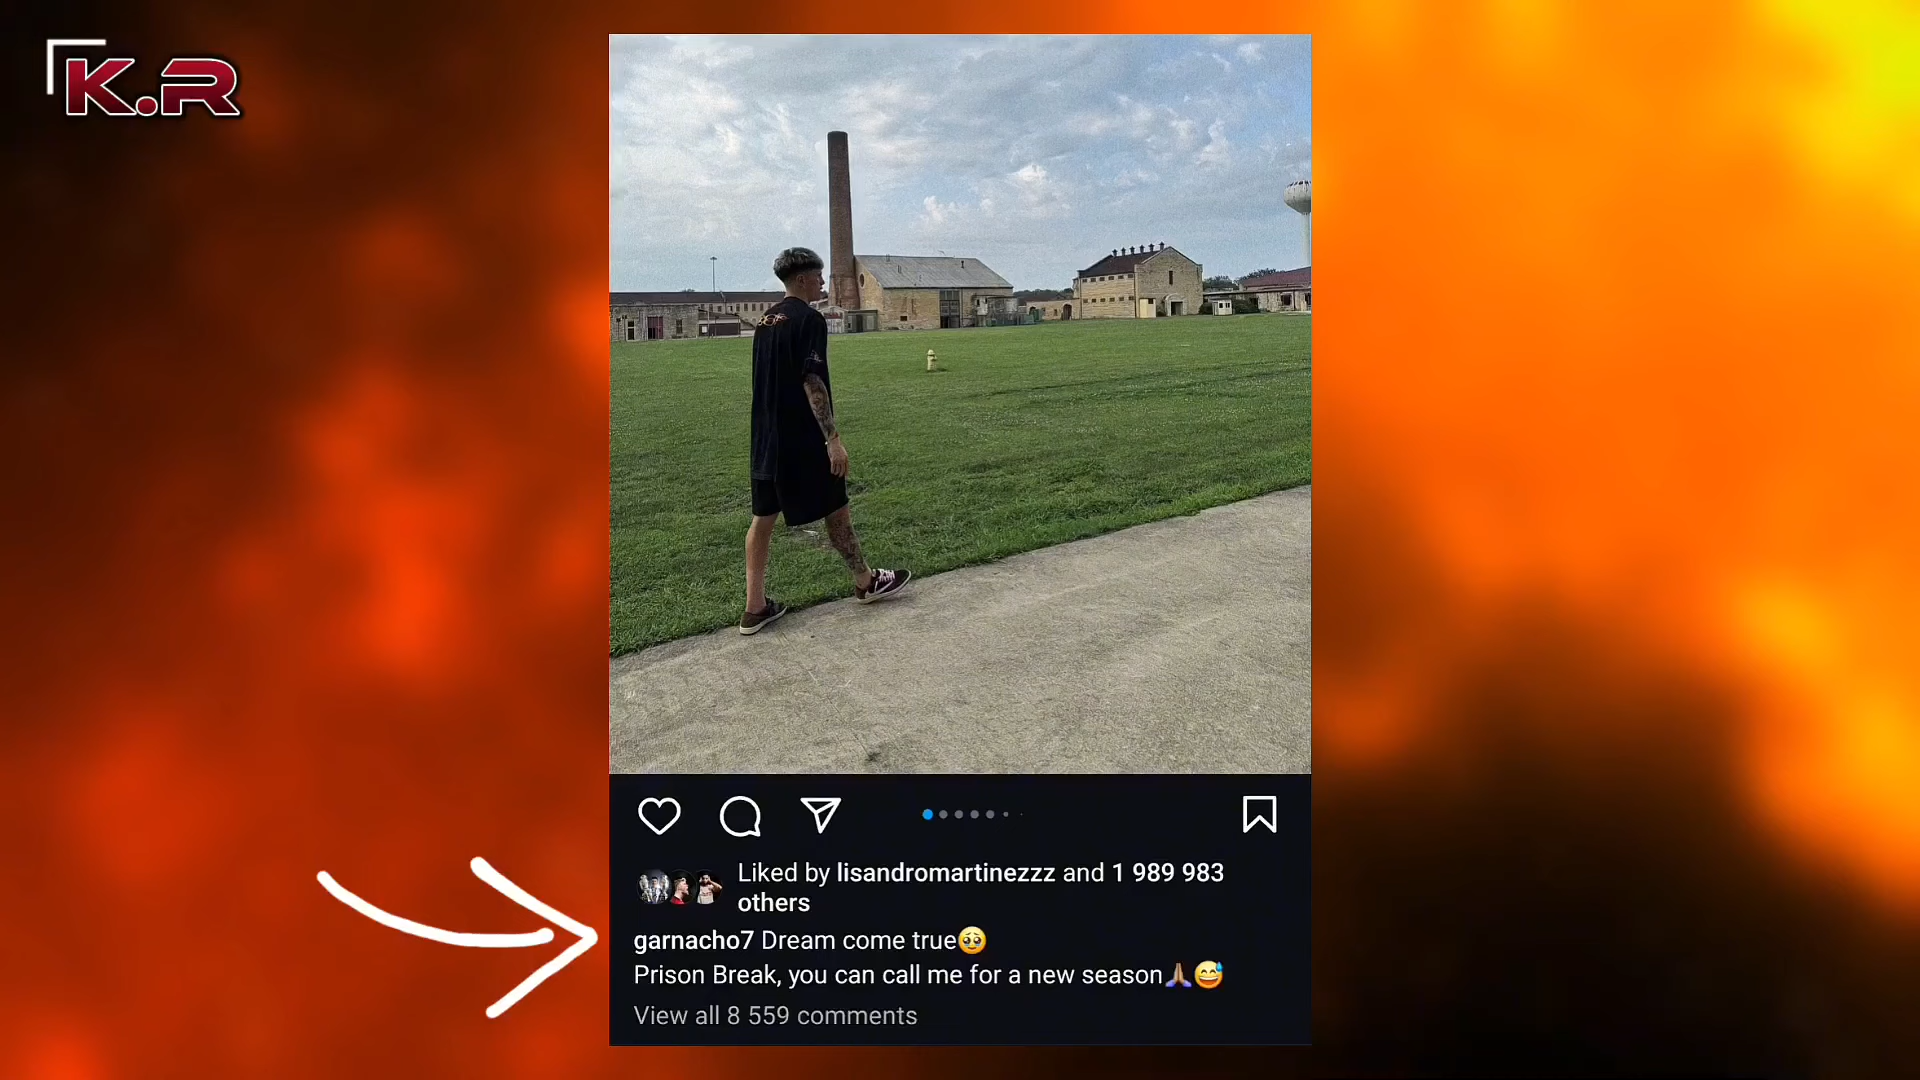 K.R
Liked by lisandromartinezzz and 1 989 983
others
garnacho7 Dream come true🥹
Prison Break, you can call me for a new season🙏🏽😅
View all 8 559 comments